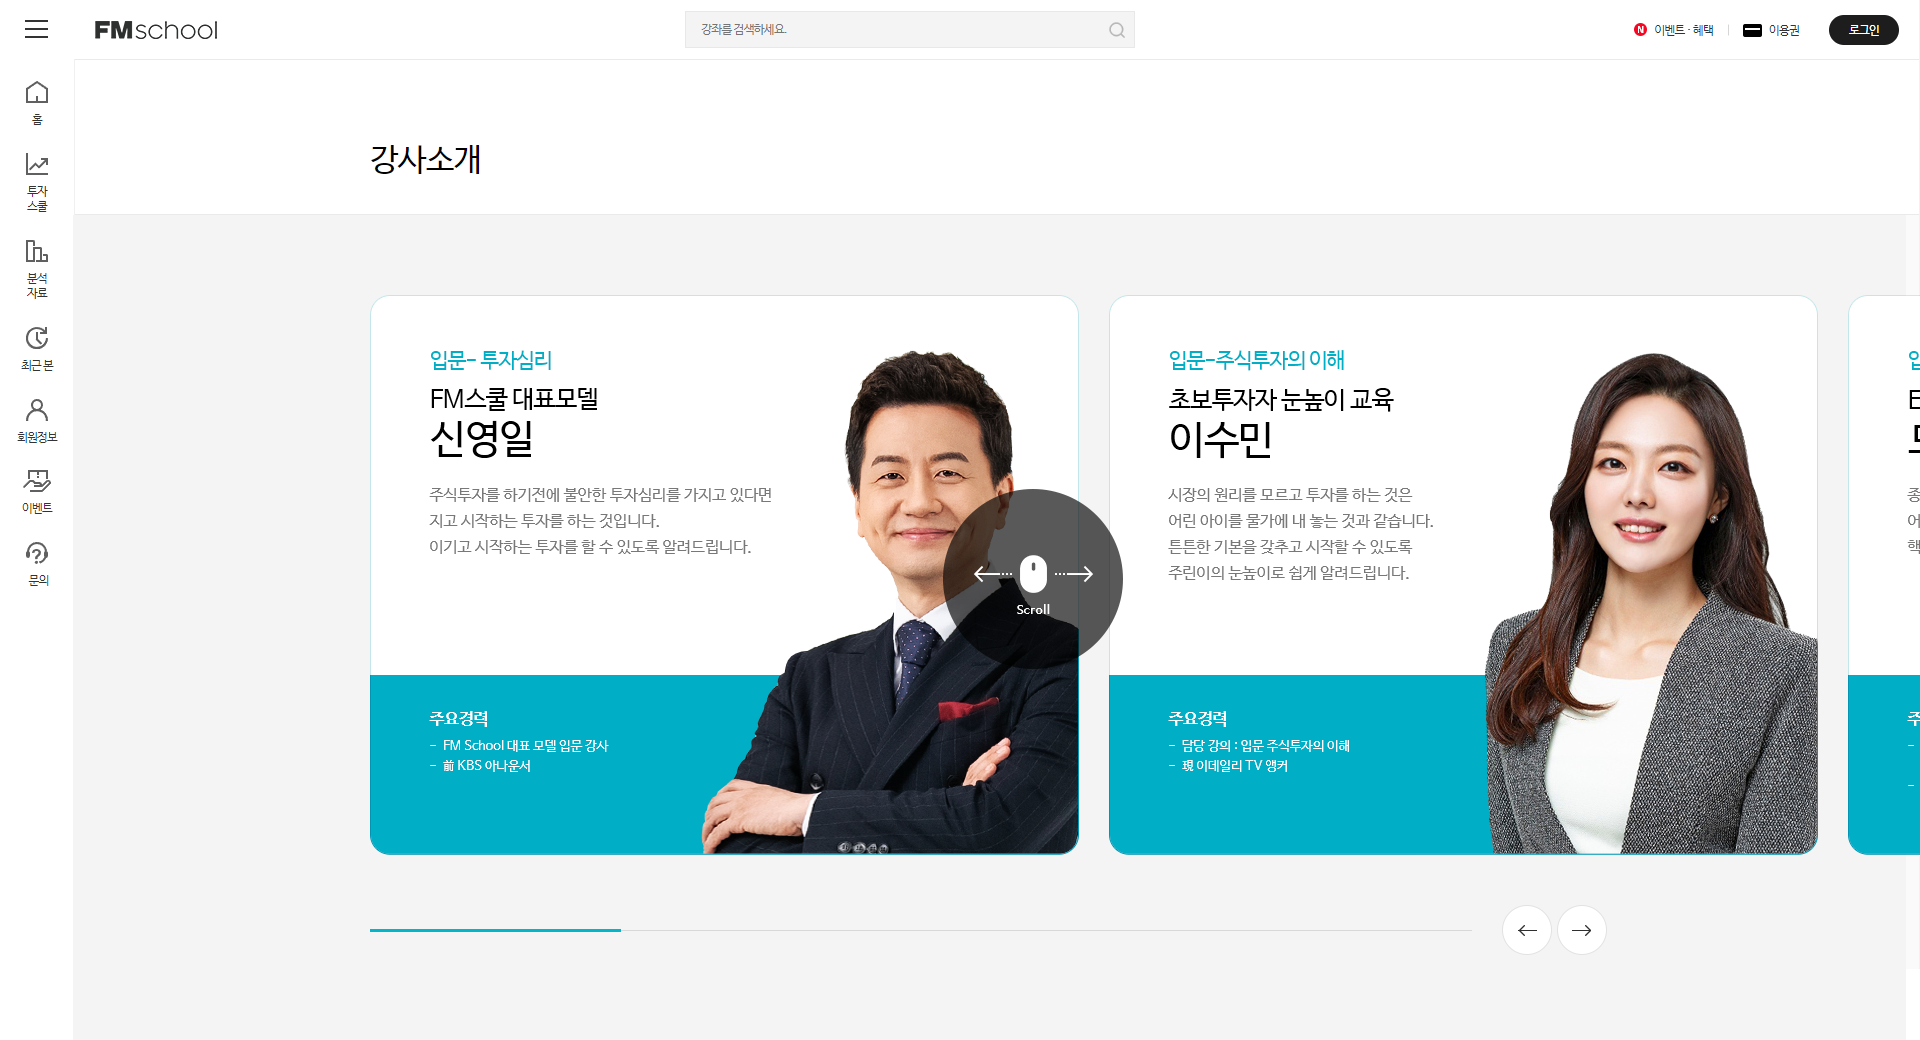 FMschool
강좌를 검색하세요.
N 이벤트 · 혜택
이용권
로그인
홈
투자
스쿨
분석
자료
최근 본
회원정보
이벤트
문의
강사소개
입문- 투자심리
FM스쿨 대표모델
신영일
주식투자를 하기전에 불안한 투자심리를 가지고 있다면
지고 시작하는 투자를 하는 것입니다.
이기고 시작하는 투자를 할 수 있도록 알려드립니다.
주요경력
- FM School 대표 모델 입문 강사
- 前 KBS 아나운서
Scroll
입문-주식투자의 이해
초보투자자 눈높이 교육
이수민
시장의 원리를 모르고 투자를 하는 것은
어린 아이를 물가에 내 놓는 것과 같습니다.
튼튼한 기본을 갖추고 시작할 수 있도록
주린이의 눈높이로 쉽게 알려드립니다.
주요경력
- 담당 강의 : 입문 주식투자의 이해
- 現 이데일리 TV 앵커